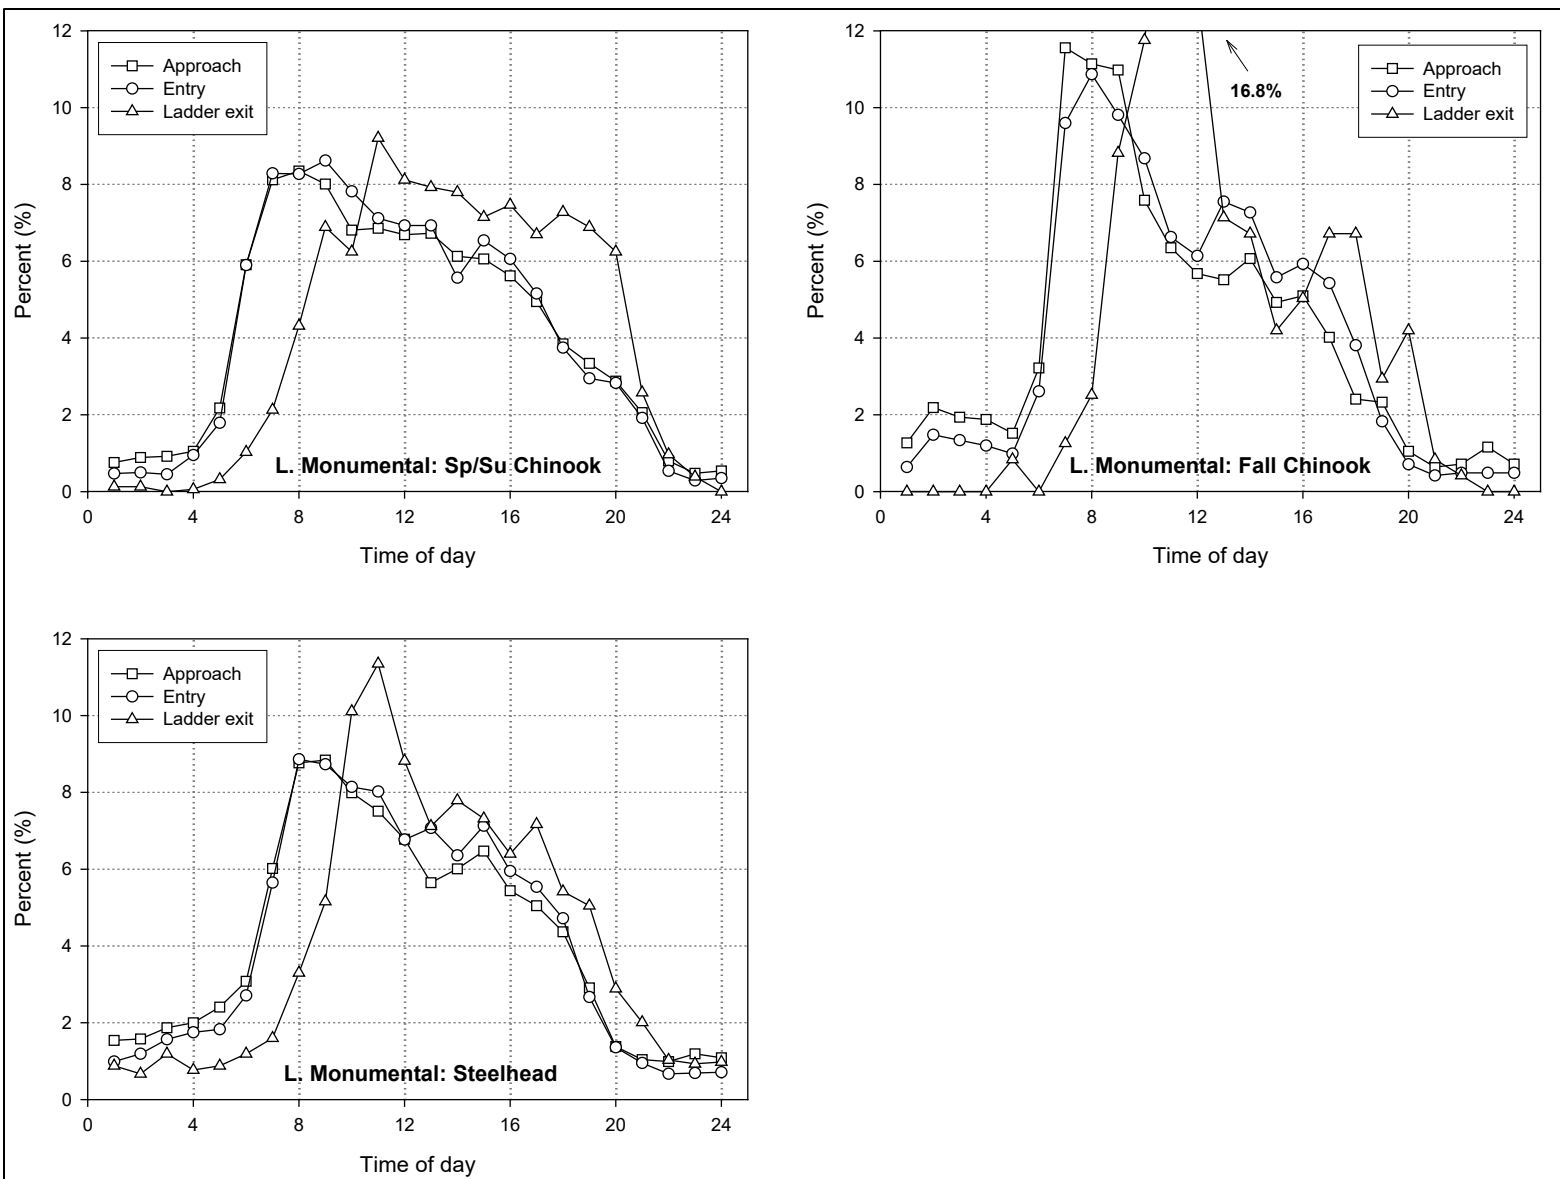 12
10
8
6
4
2
0
Percent (%)
Approach
Entry
Ladder exit
L. Monumental: Sp/Su Chinook
0 4 8 12 16 20 24
Time of day
12
10
8
6
4
2
0
Percent (%)
16.8%
Approach
Entry
Ladder exit
L. Monumental: Fall Chinook
0 4 8 12 16 20 24
Time of day
12
10
8
6
4
2
0
Percent (%)
Approach
Entry
Ladder exit
L. Monumental: Steelhead
0 4 8 12 16 20 24
Time of day